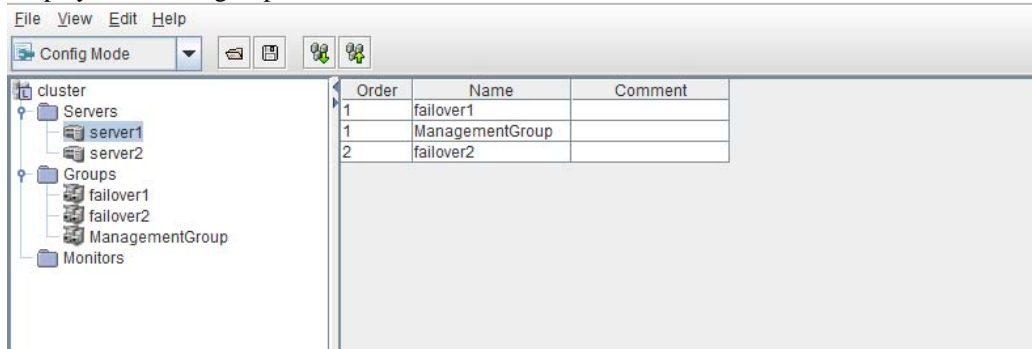 File View Edit Help
Config Mode
cluster
Servers
server1
server2
Groups
failover1
failover2
ManagementGroup
Monitors
Order Name Comment
1 failover1
1 ManagementGroup
2 failover2